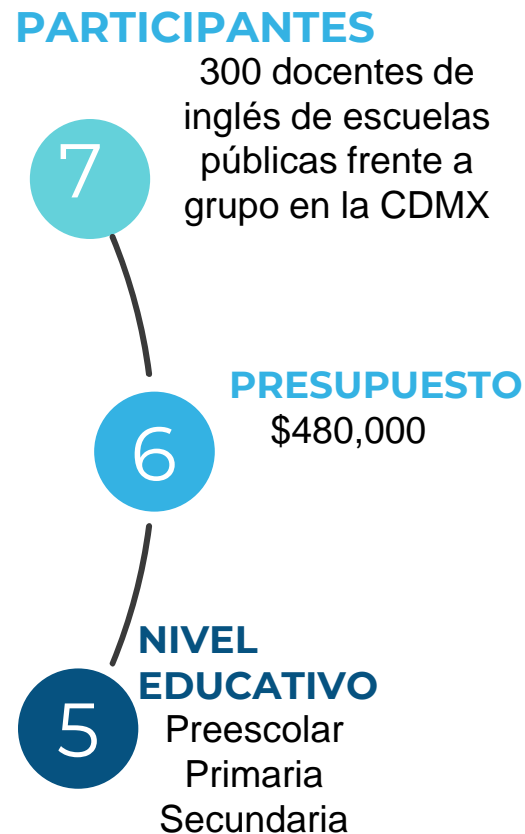 PARTICIPANTES
300 docentes de
inglés de escuelas
públicas frente a
grupo en la CDMX
7
PRESUPUESTO
$480,000
6
NIVEL
EDUCATIVO
5
Preescolar
Primaria
Secundaria